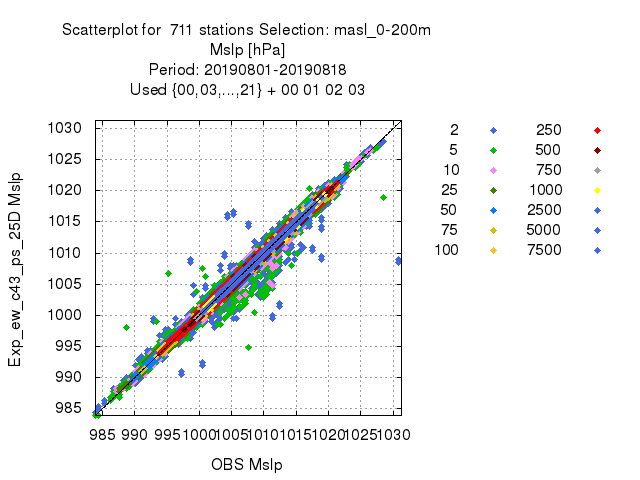 Scatterplot for 711 stations Selection: masl_0-200m
Mslp [hPa]
Period: 20190801-20190818
Used {00,03,...,21} + 00 01 02 03
Exp_ew_c43_ps_25D Mslp
1030
1025
1020
1015
1010
1005
1000
995
990
985
985 990 995 1000 1005 1010 1015 1020 1025 1030
OBS Mslp
2 250
5 500
10 750
25 1000
50 2500
75 5000
100 7500